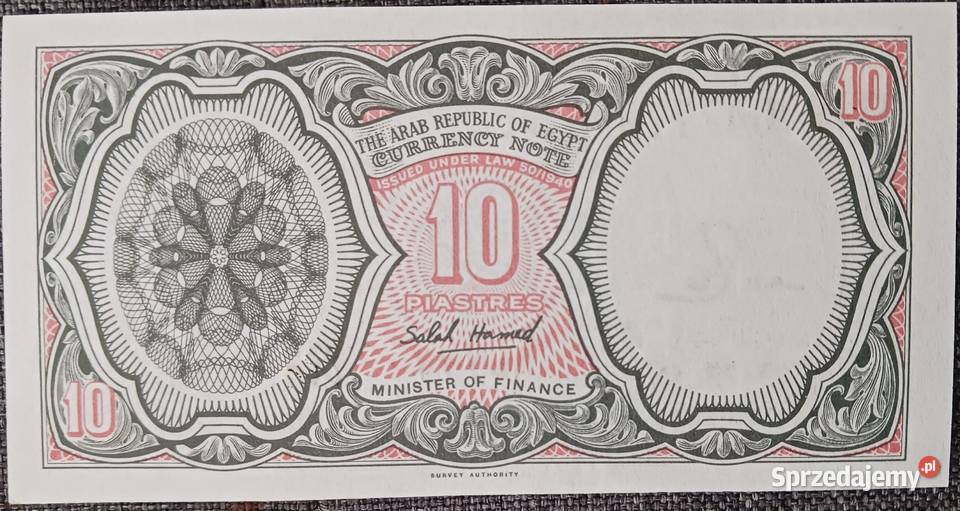 10
THE ARAB REPUBLIC OF EGYPT
CURRENCY NOTE
ISSUED UNDER LAW 50/1940
10
PIASTRES
Salah Hamed
MINISTER OF FINANCE
10
SURVEY AUTHORITY
Sprzedajemy.pl